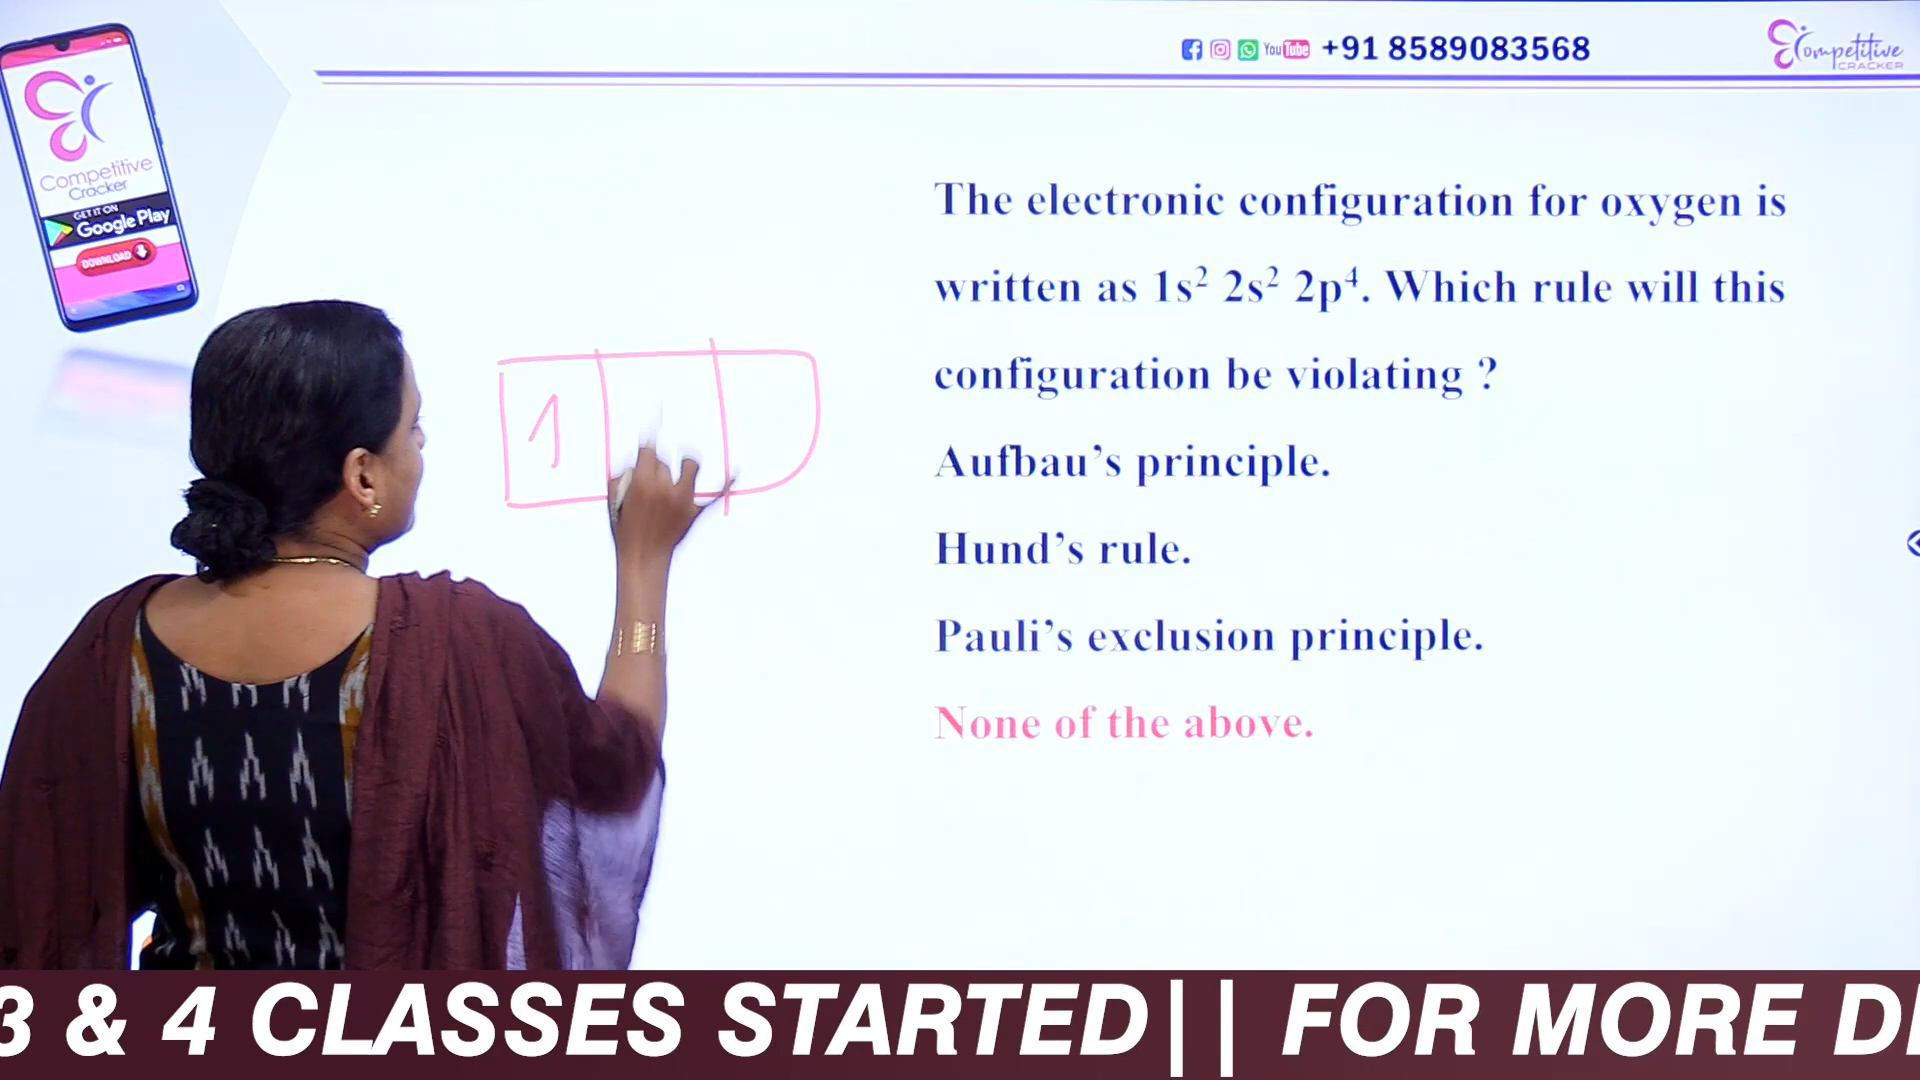 You Tube +91 8589083568
Competitive
CRACKER
Competitive
Cracker
GET IT ON
Google Play
DOWNLOAD
The electronic configuration for oxygen is
written as 1s² 2s² 2p⁴. Which rule will this
configuration be violating ?
Aufbau’s principle.
Hund’s rule.
Pauli’s exclusion principle.
None of the above.
1
3 & 4 CLASSES STARTED|| FOR MORE